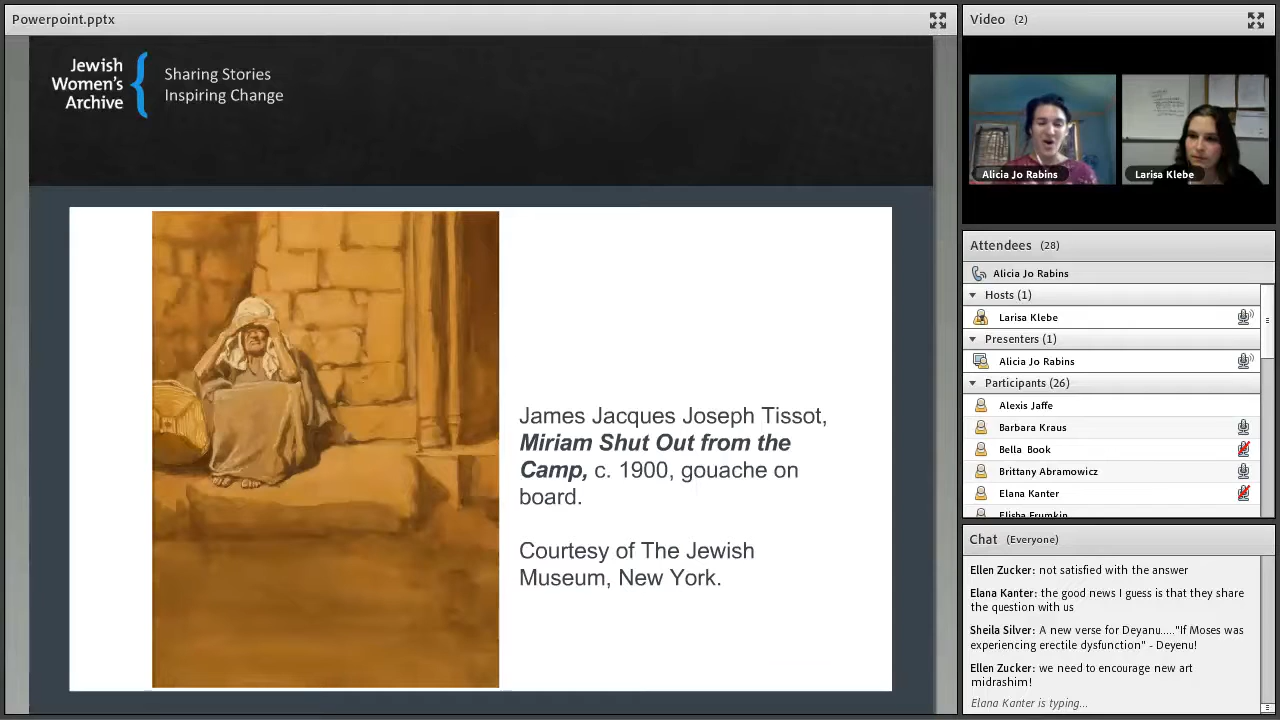 Powerpoint.pptx
Jewish
Women's
Archive
Sharing Stories
Inspiring Change
James Jacques Joseph Tissot,
Miriam Shut Out from the
Camp, c. 1900, gouache on
board.
Courtesy of The Jewish
Museum, New York.
Video (2)
Alicia Jo Rabins
Larisa Klebe
Attendees (28)
Alicia Jo Rabins
Hosts (1)
Larisa Klebe
Presenters (1)
Alicia Jo Rabins
Participants (26)
Alexis Jaffe
Barbara Kraus
Bella Book
Brittany Abramowicz
Elana Kanter
Elisha Frumkin
Chat (Everyone)
Ellen Zucker: not satisfied with the answer
Elana Kanter: the good news I guess is that they share
the question with us
Sheila Silver: A new verse for Deyanu....."If Moses was
experiencing erectile dysfunction" - Deyenu!
Ellen Zucker: we need to encourage new art
midrashim!
Elana Kanter is typing...